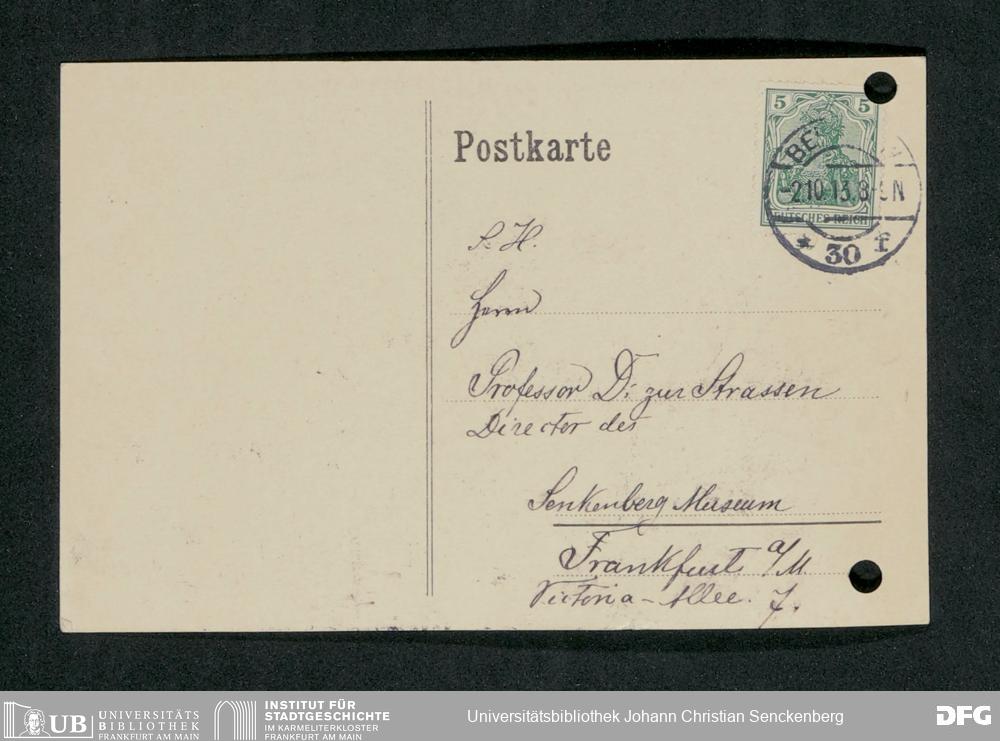 Postkarte
5 5
DEUTSCHES REICH
-2.10.13.8-9N
* 30 f
S. H.
Herrn
Professor Dr. zur Strassen
Director des
Senkenberg Museum
Frankfurt a/M
Victoria-Allee. 7.
UB UNIVERSITÄTS
BIBLIOTHEK
FRANKFURT AM MAIN
INSTITUT FÜR
STADTGESCHICHTE
IM KARMELITERKLOSTER
FRANKFURT AM MAIN
Universitätsbibliothek Johann Christian Senckenberg
DFG